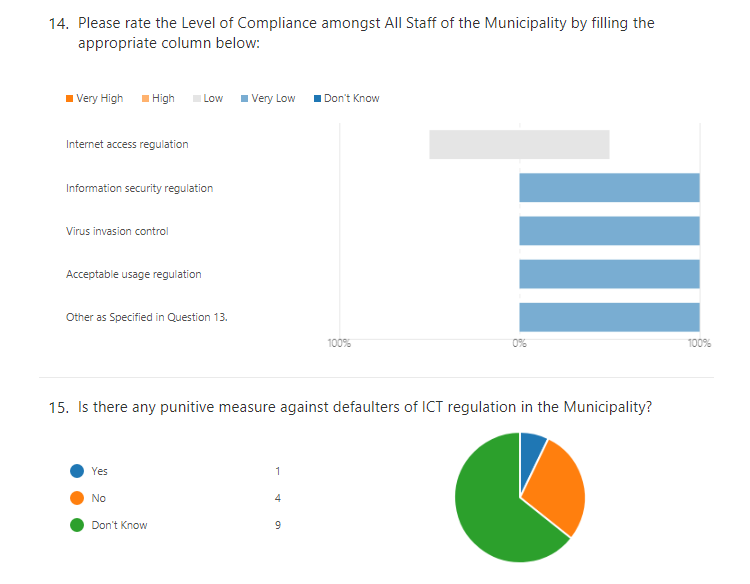 14. Please rate the Level of Compliance amongst All Staff of the Municipality by filling the
appropriate column below:
Very High High Low Very Low Don't Know
Internet access regulation
Information security regulation
Virus invasion control
Acceptable usage regulation
Other as Specified in Question 13.
100% 0% 100%
15. Is there any punitive measure against defaulters of ICT regulation in the Municipality?
Yes 1
No 4
Don't Know 9